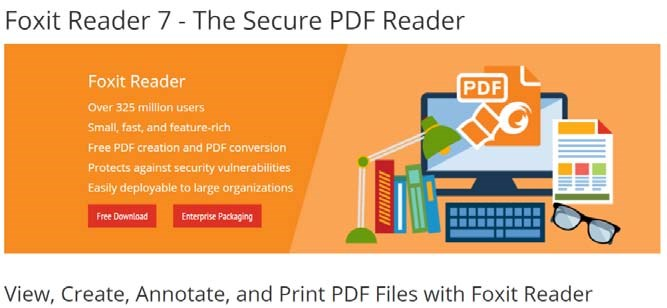 Foxit Reader 7 - The Secure PDF Reader
Foxit Reader
Over 325 million users
Small, fast, and feature-rich
Free PDF creation and PDF conversion
Protects against security vulnerabilities
Easily deployable to large organizations
Free Download
Enterprise Packaging
PDF
View, Create, Annotate, and Print PDF Files with Foxit Reader